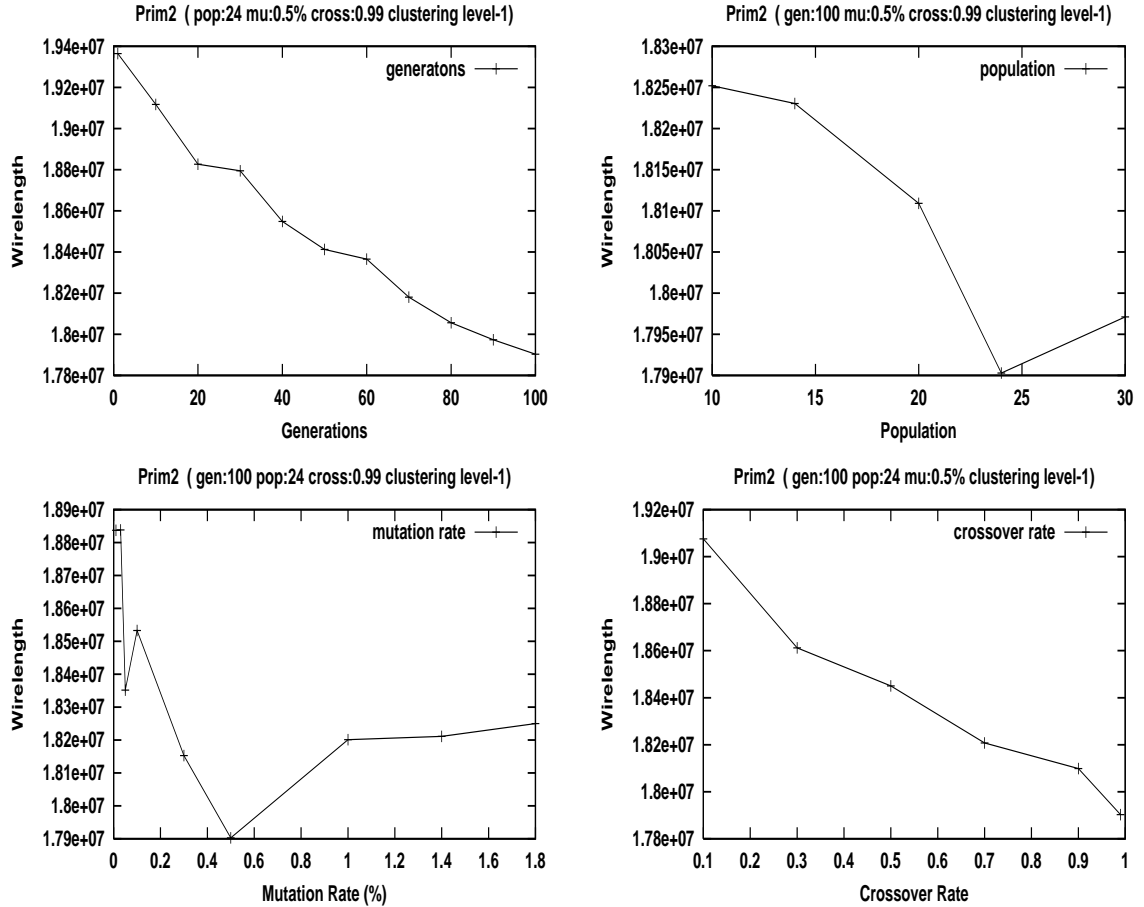 Prim2 ( pop:24 mu:0.5% cross:0.99 clustering level-1)
1.94e+07
1.92e+07
1.9e+07
1.88e+07
1.86e+07
1.84e+07
1.82e+07
1.8e+07
1.78e+07
Wirelength
generatons
0 20 40 60 80 100
Generations
Prim2 ( gen:100 mu:0.5% cross:0.99 clustering level-1)
1.83e+07
1.825e+07
1.82e+07
1.815e+07
1.81e+07
1.805e+07
1.8e+07
1.795e+07
1.79e+07
Wirelength
population
10 15 20 25 30
Population
Prim2 ( gen:100 pop:24 cross:0.99 clustering level-1)
1.89e+07
1.88e+07
1.87e+07
1.86e+07
1.85e+07
1.84e+07
1.83e+07
1.82e+07
1.81e+07
1.8e+07
1.79e+07
Wirelength
mutation rate
0 0.2 0.4 0.6 0.8 1 1.2 1.4 1.6 1.8
Mutation Rate (%)
Prim2 ( gen:100 pop:24 mu:0.5% clustering level-1)
1.92e+07
1.9e+07
1.88e+07
1.86e+07
1.84e+07
1.82e+07
1.8e+07
1.78e+07
Wirelength
crossover rate
0.1 0.2 0.3 0.4 0.5 0.6 0.7 0.8 0.9 1
Crossover Rate